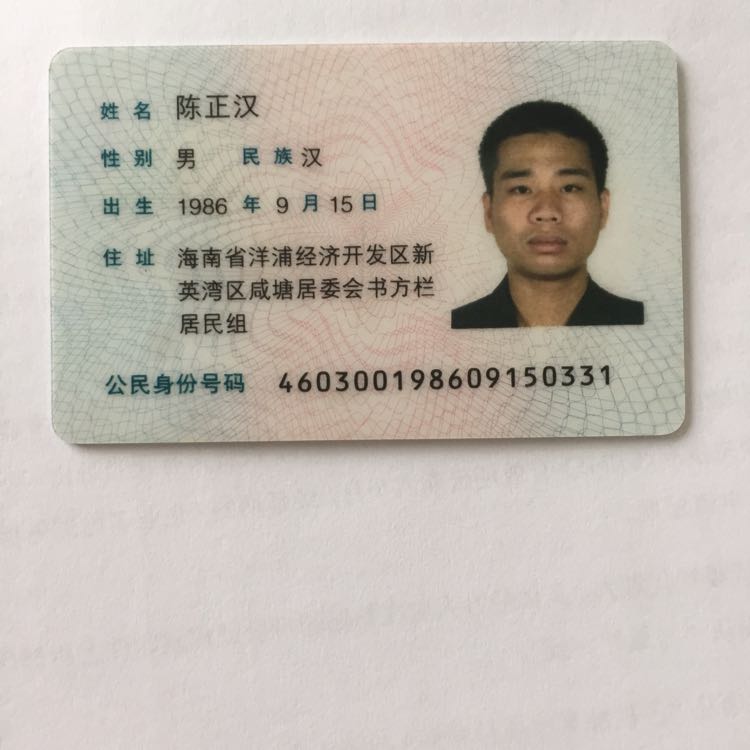 姓名 陈正汉
性别 男 民族 汉
出生 1986 年 9 月 15 日
住址 海南省洋浦经济开发区新
英湾区咸塘居委会书方栏
居民组
公民身份号码 460300198609150331